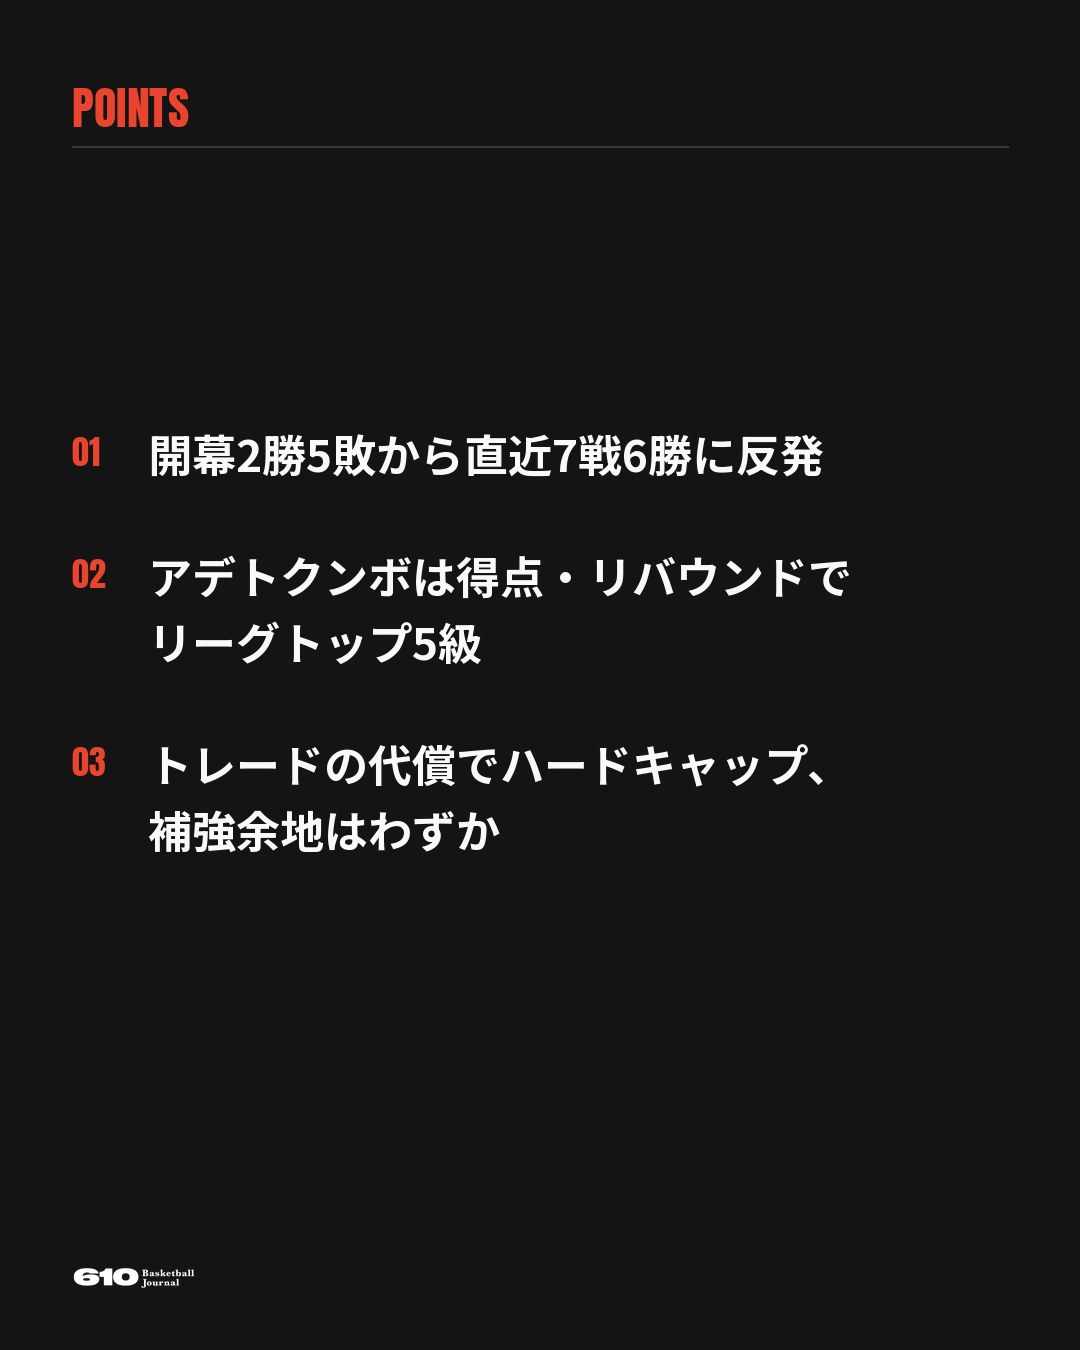 POINTS
01 開幕2勝5敗から直近7戦6勝に反発
02 アデトクンボは得点・リバウンドで
リーグトップ5級
03 トレードの代償でハードキャップ、
補強余地はわずか
610 Basketball
Journal